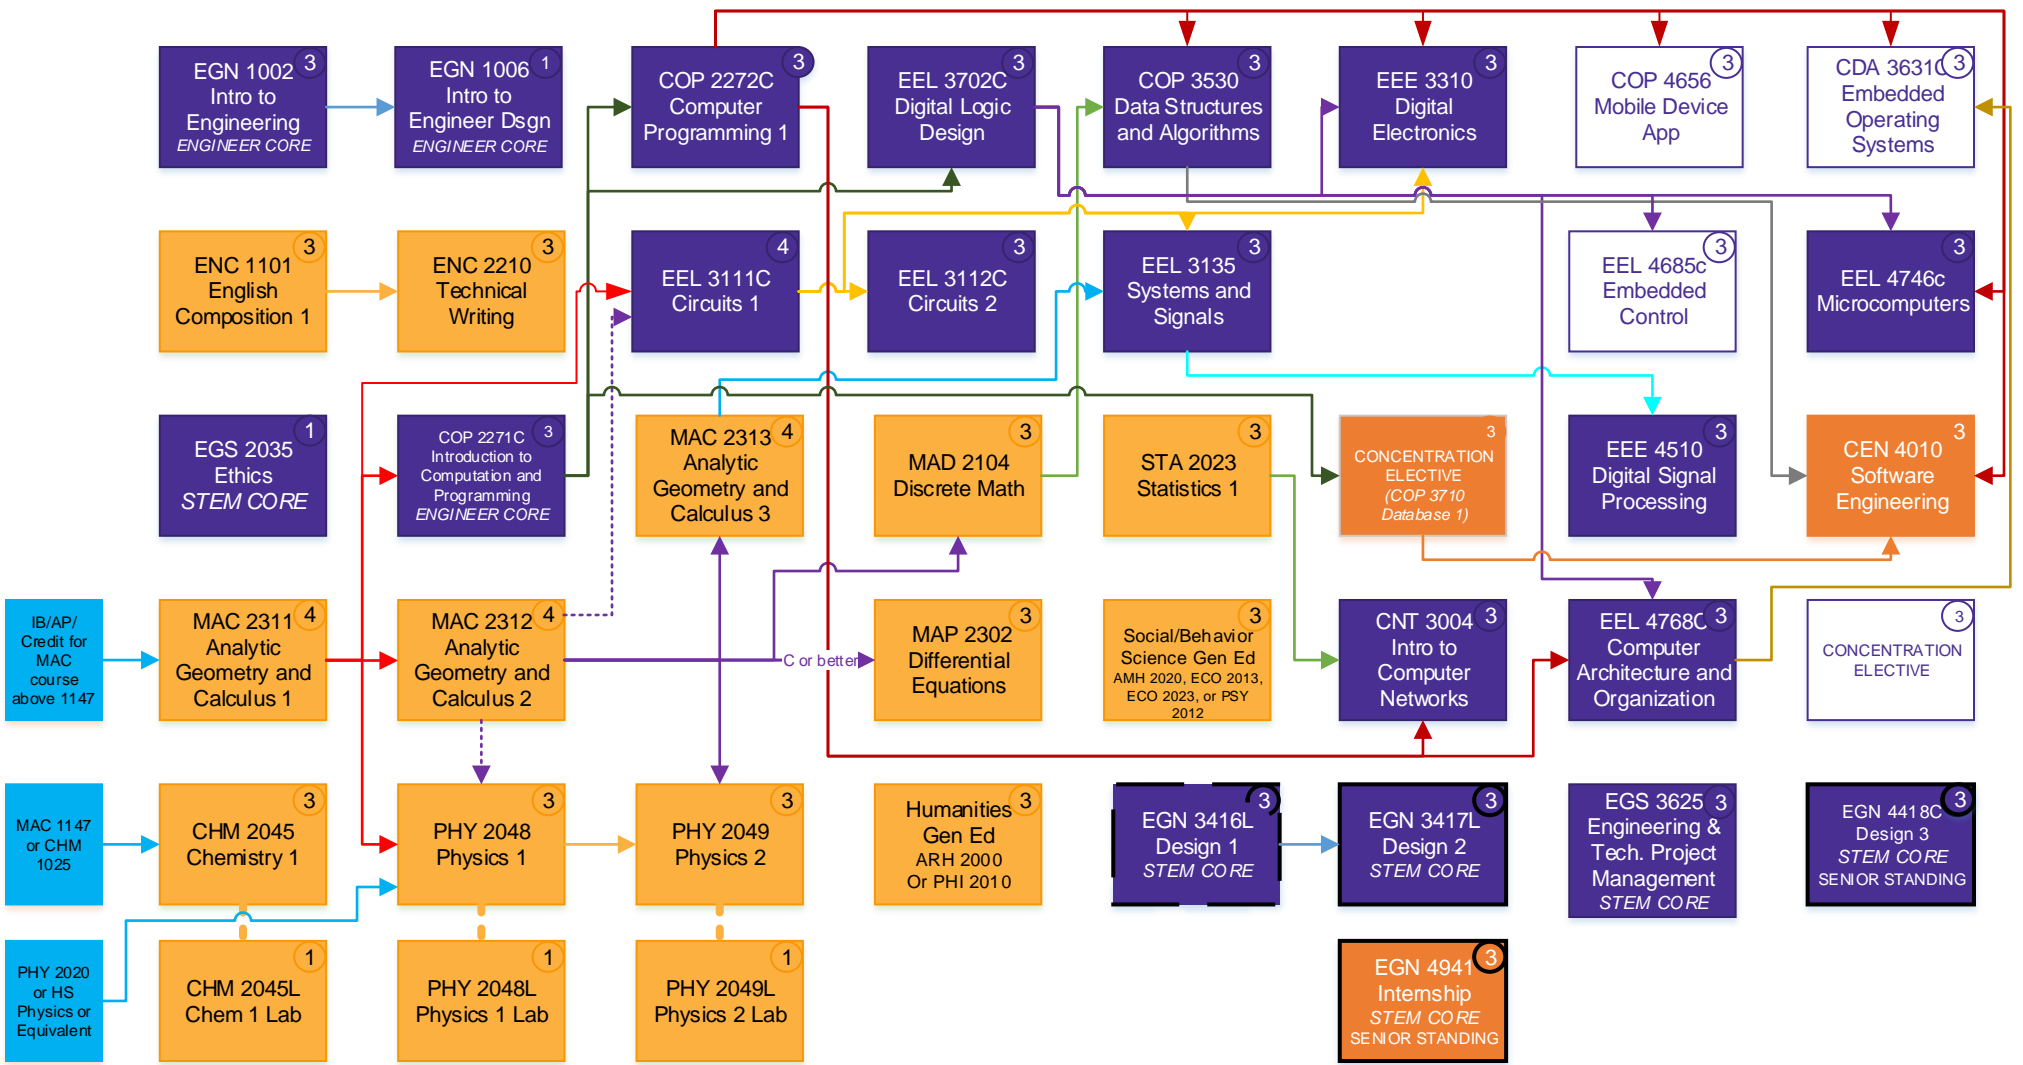 3
EGN 1002
Intro to
Engineering
ENGINEER CORE
1
EGN 1006
Intro to
Engineer Dsgn
ENGINEER CORE
3
COP 2272C
Computer
Programming 1
3
EEL 3702C
Digital Logic
Design
3
COP 3530
Data Structures
and Algorithms
3
EEE 3310
Digital
Electronics
3
COP 4656
Mobile Device
App
3
CDA 3631C
Embedded
Operating
Systems
3
ENC 1101
English
Composition 1
3
ENC 2210
Technical
Writing
4
EEL 3111C
Circuits 1
3
EEL 3112C
Circuits 2
3
EEL 3135
Systems and
Signals
3
EEL 4685c
Embedded
Control
3
EEL 4746c
Microcomputers
1
EGS 2035
Ethics
STEM CORE
3
COP 2271C
Introduction to
Computation and
Programming
ENGINEER CORE
4
MAC 2313
Analytic
Geometry and
Calculus 3
3
MAD 2104
Discrete Math
3
STA 2023
Statistics 1
3
CONCENTRATION
ELECTIVE
(COP 3710
Database 1)
3
EEE 4510
Digital Signal
Processing
3
CEN 4010
Software
Engineering
IB/AP/
Credit for
MAC
course
above 1147
4
MAC 2311
Analytic
Geometry and
Calculus 1
4
MAC 2312
Analytic
Geometry and
Calculus 2
C or better
3
MAP 2302
Differential
Equations
3
Social/Behavior
Science Gen Ed
AMH 2020, ECO 2013,
ECO 2023, or PSY
2012
3
CNT 3004
Intro to
Computer
Networks
3
EEL 4768C
Computer
Architecture and
Organization
3
CONCENTRATION
ELECTIVE
MAC 1147
or CHM
1025
3
CHM 2045
Chemistry 1
3
PHY 2048
Physics 1
3
PHY 2049
Physics 2
3
Humanities
Gen Ed
ARH 2000
Or PHI 2010
3
EGN 3416L
Design 1
STEM CORE
3
EGN 3417L
Design 2
STEM CORE
3
EGS 3625
Engineering &
Tech. Project
Management
STEM CORE
3
EGN 4418C
Design 3
STEM CORE
SENIOR STANDING
PHY 2020
or HS
Physics or
Equivalent
1
CHM 2045L
Chem 1 Lab
1
PHY 2048L
Physics 1 Lab
1
PHY 2049L
Physics 2 Lab
3
EGN 4941
Internship
STEM CORE
SENIOR STANDING